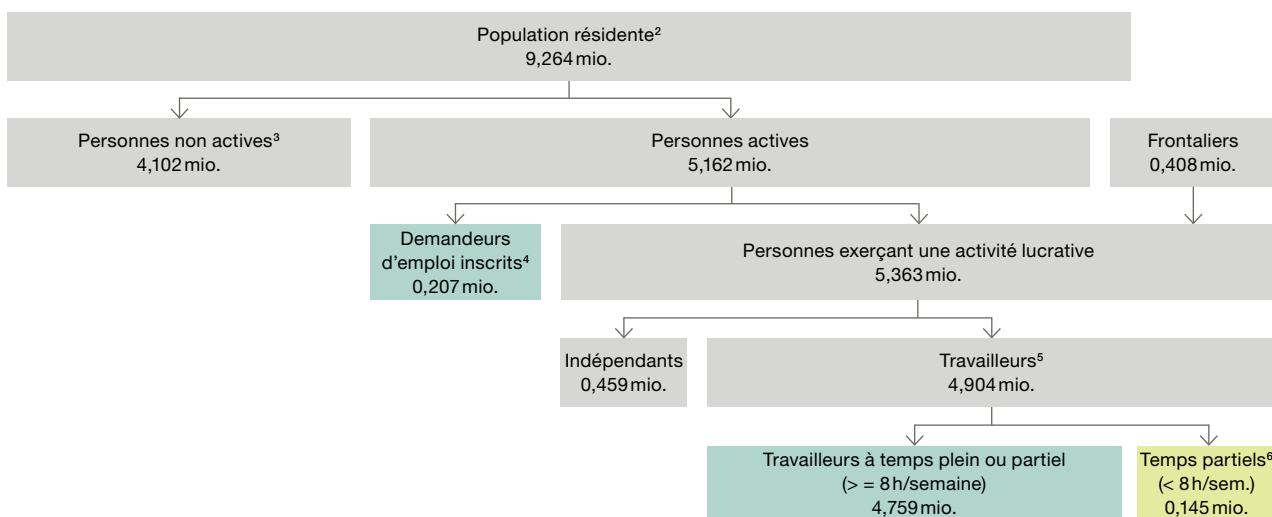 Population résidente²
9,264 mio.
Personnes non actives³
4,102 mio.
Personnes actives
5,162 mio.
Frontaliers
0,408 mio.
Demandeurs
d’emploi inscrits⁴
0,207 mio.
Personnes exerçant une activité lucrative
5,363 mio.
Indépendants
0,459 mio.
Travailleurs⁵
4,904 mio.
Travailleurs à temps plein ou partiel
(> = 8 h/semaine)
4,759 mio.
Temps partiels⁶
(< 8 h/sem.)
0,145 mio.